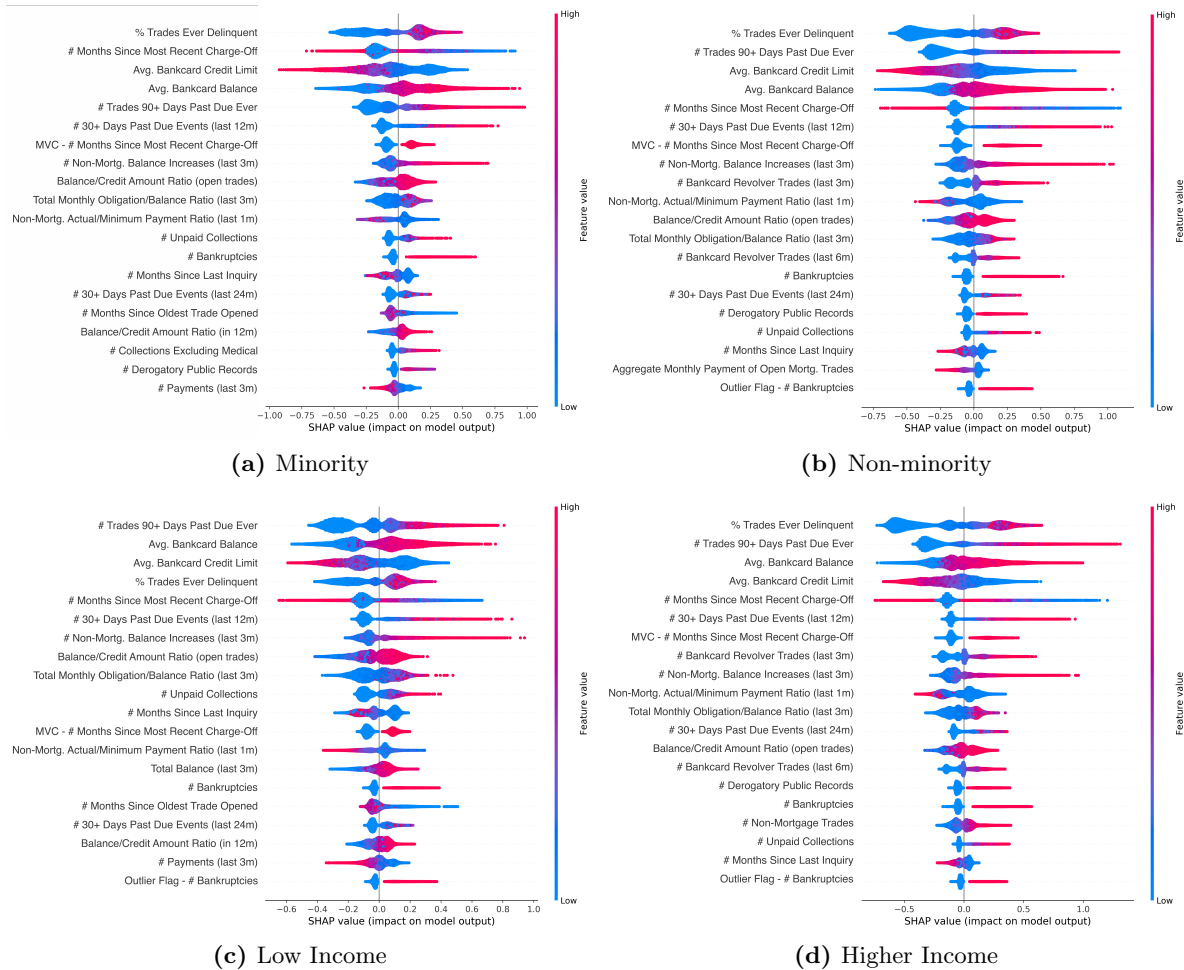 High
% Trades Ever Delinquent
# Months Since Most Recent Charge-Off
Avg. Bankcard Credit Limit
Avg. Bankcard Balance
# Trades 90+ Days Past Due Ever
# 30+ Days Past Due Events (last 12m)
MVC - # Months Since Most Recent Charge-Off
# Non-Mortg. Balance Increases (last 3m)
Balance/Credit Amount Ratio (open trades)
Total Monthly Obligation/Balance Ratio (last 3m)
Non-Mortg. Actual/Minimum Payment Ratio (last 1m)
# Unpaid Collections
# Bankruptcies
# Months Since Last Inquiry
# 30+ Days Past Due Events (last 24m)
# Months Since Oldest Trade Opened
Balance/Credit Amount Ratio (in 12m)
# Collections Excluding Medical
# Derogatory Public Records
# Payments (last 3m)
Feature value
Low
−1.00 −0.75 −0.50 −0.25 0.00 0.25 0.50 0.75 1.00
SHAP value (impact on model output)
(a) Minority
High
% Trades Ever Delinquent
# Trades 90+ Days Past Due Ever
Avg. Bankcard Credit Limit
Avg. Bankcard Balance
# Months Since Most Recent Charge-Off
# 30+ Days Past Due Events (last 12m)
MVC - # Months Since Most Recent Charge-Off
# Non-Mortg. Balance Increases (last 3m)
# Bankcard Revolver Trades (last 3m)
Non-Mortg. Actual/Minimum Payment Ratio (last 1m)
Balance/Credit Amount Ratio (open trades)
Total Monthly Obligation/Balance Ratio (last 3m)
# Bankcard Revolver Trades (last 6m)
# Bankruptcies
# 30+ Days Past Due Events (last 24m)
# Derogatory Public Records
# Unpaid Collections
# Months Since Last Inquiry
Aggregate Monthly Payment of Open Mortg. Trades
Outlier Flag - # Bankruptcies
Feature value
Low
−0.75 −0.50 −0.25 0.00 0.25 0.50 0.75 1.00
SHAP value (impact on model output)
(b) Non-minority
High
# Trades 90+ Days Past Due Ever
Avg. Bankcard Balance
Avg. Bankcard Credit Limit
% Trades Ever Delinquent
# Months Since Most Recent Charge-Off
# 30+ Days Past Due Events (last 12m)
# Non-Mortg. Balance Increases (last 3m)
Balance/Credit Amount Ratio (open trades)
Total Monthly Obligation/Balance Ratio (last 3m)
# Unpaid Collections
# Months Since Last Inquiry
MVC - # Months Since Most Recent Charge-Off
Non-Mortg. Actual/Minimum Payment Ratio (last 1m)
Total Balance (last 3m)
# Bankruptcies
# Months Since Oldest Trade Opened
# 30+ Days Past Due Events (last 24m)
Balance/Credit Amount Ratio (in 12m)
# Payments (last 3m)
Outlier Flag - # Bankruptcies
Feature value
Low
−0.6 −0.4 −0.2 0.0 0.2 0.4 0.6 0.8 1.0
SHAP value (impact on model output)
(c) Low Income
High
% Trades Ever Delinquent
# Trades 90+ Days Past Due Ever
Avg. Bankcard Balance
Avg. Bankcard Credit Limit
# Months Since Most Recent Charge-Off
# 30+ Days Past Due Events (last 12m)
MVC - # Months Since Most Recent Charge-Off
# Bankcard Revolver Trades (last 3m)
# Non-Mortg. Balance Increases (last 3m)
Non-Mortg. Actual/Minimum Payment Ratio (last 1m)
Total Monthly Obligation/Balance Ratio (last 3m)
# 30+ Days Past Due Events (last 24m)
Balance/Credit Amount Ratio (open trades)
# Bankcard Revolver Trades (last 6m)
# Derogatory Public Records
# Bankruptcies
# Non-Mortgage Trades
# Unpaid Collections
# Months Since Last Inquiry
Outlier Flag - # Bankruptcies
Feature value
Low
−0.5 0.0 0.5 1.0
SHAP value (impact on model output)
(d) Higher Income